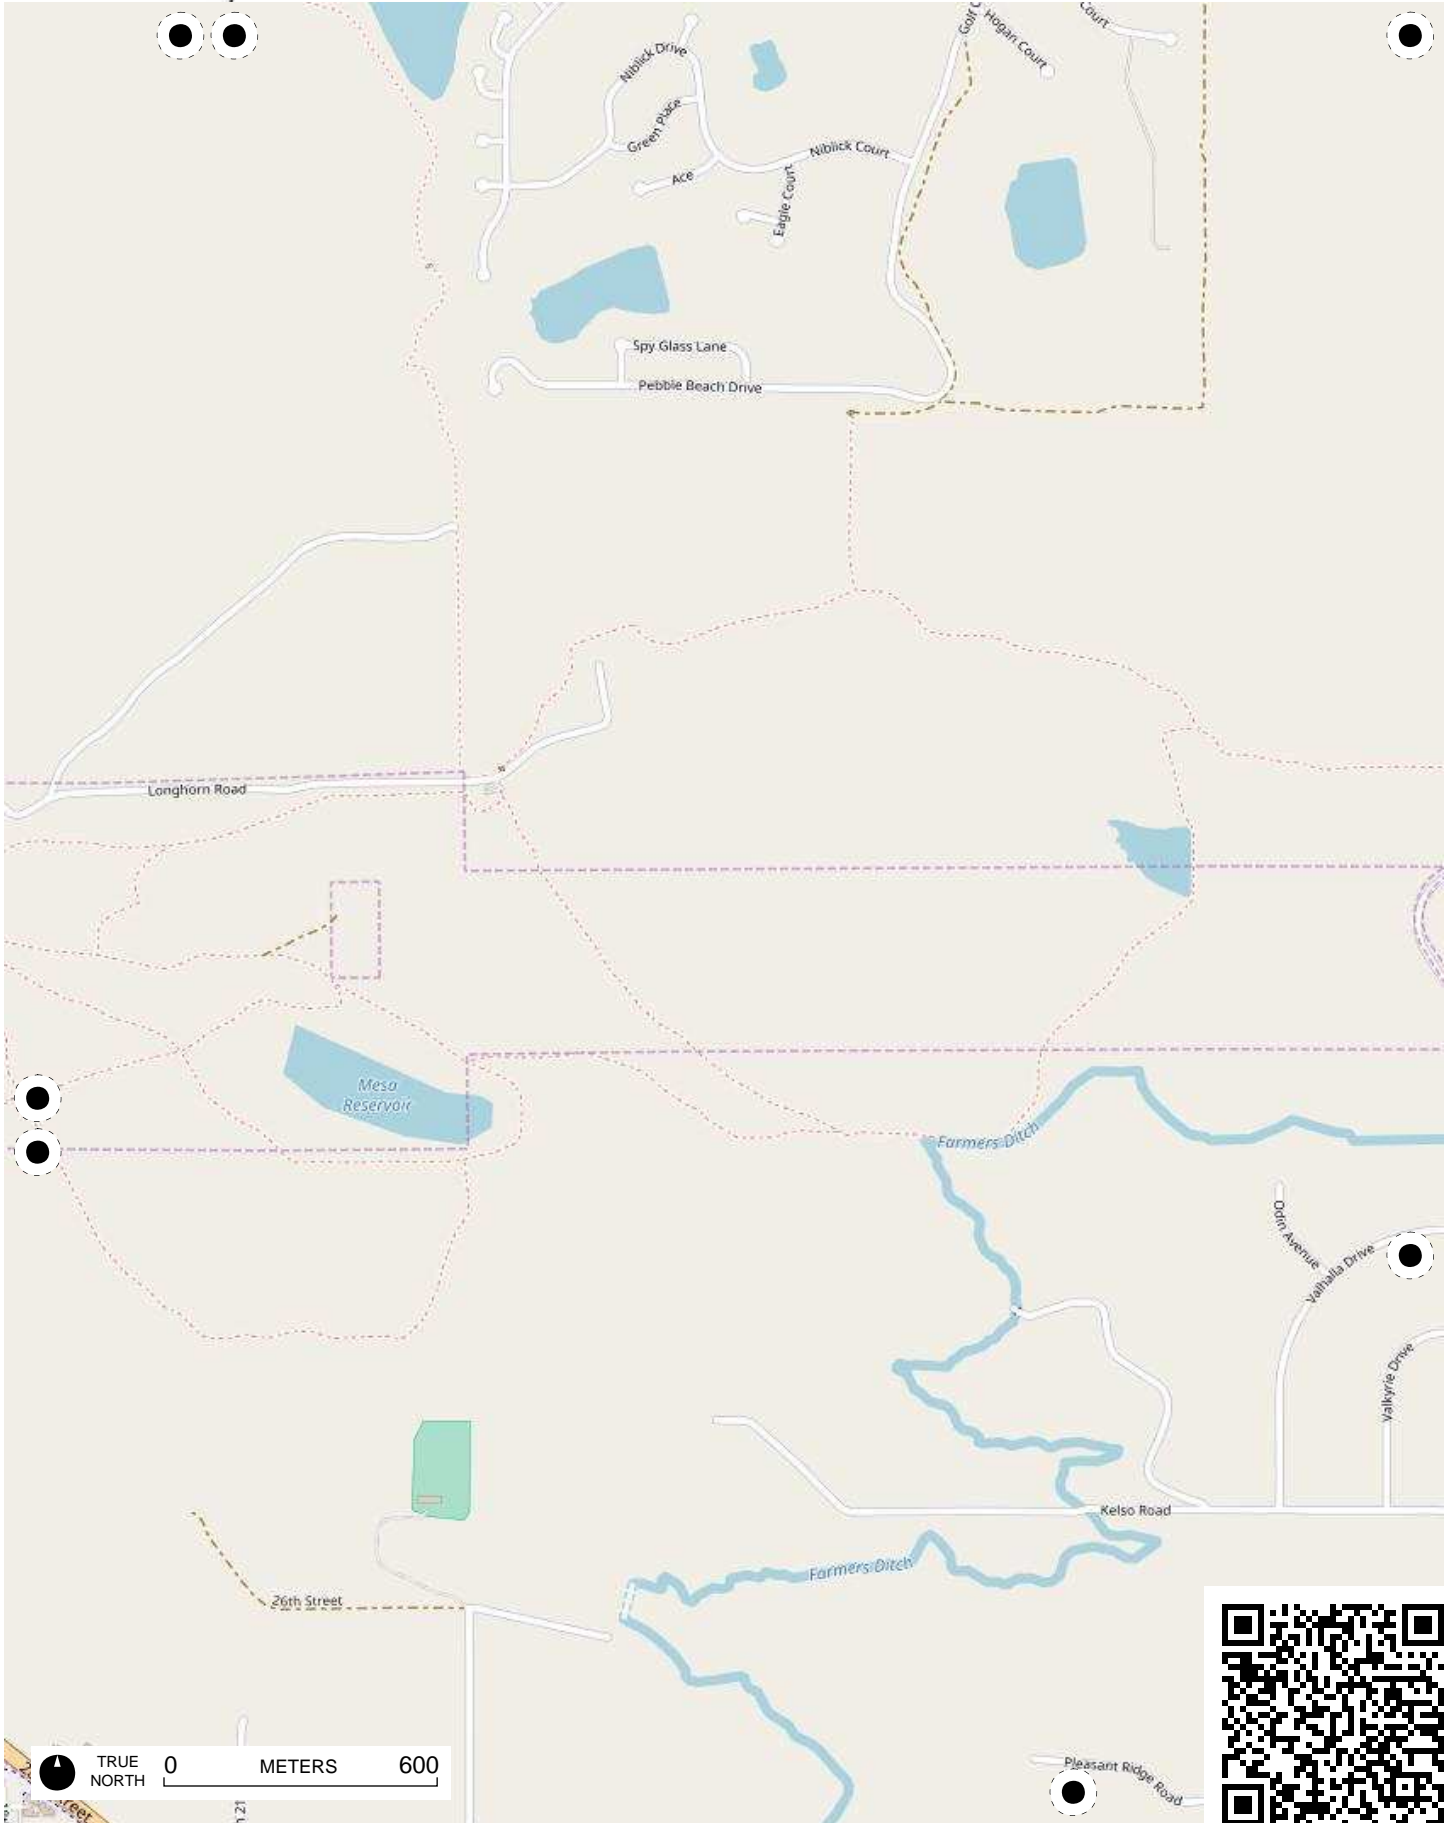 Court
Hogan Court
Niblick Drive
Green Place
Niblick Court
Ace
Eagle Court
Spy Glass Lane
Pebble Beach Drive
Longhorn Road
Mesa
Reservoir
Farmers Ditch
Odin Avenue
Valhalla Drive
Valkyrie Drive
Kelso Road
Farmers Ditch
26th Street
TRUE
NORTH
0
METERS
600
Pleasant Ridge Road